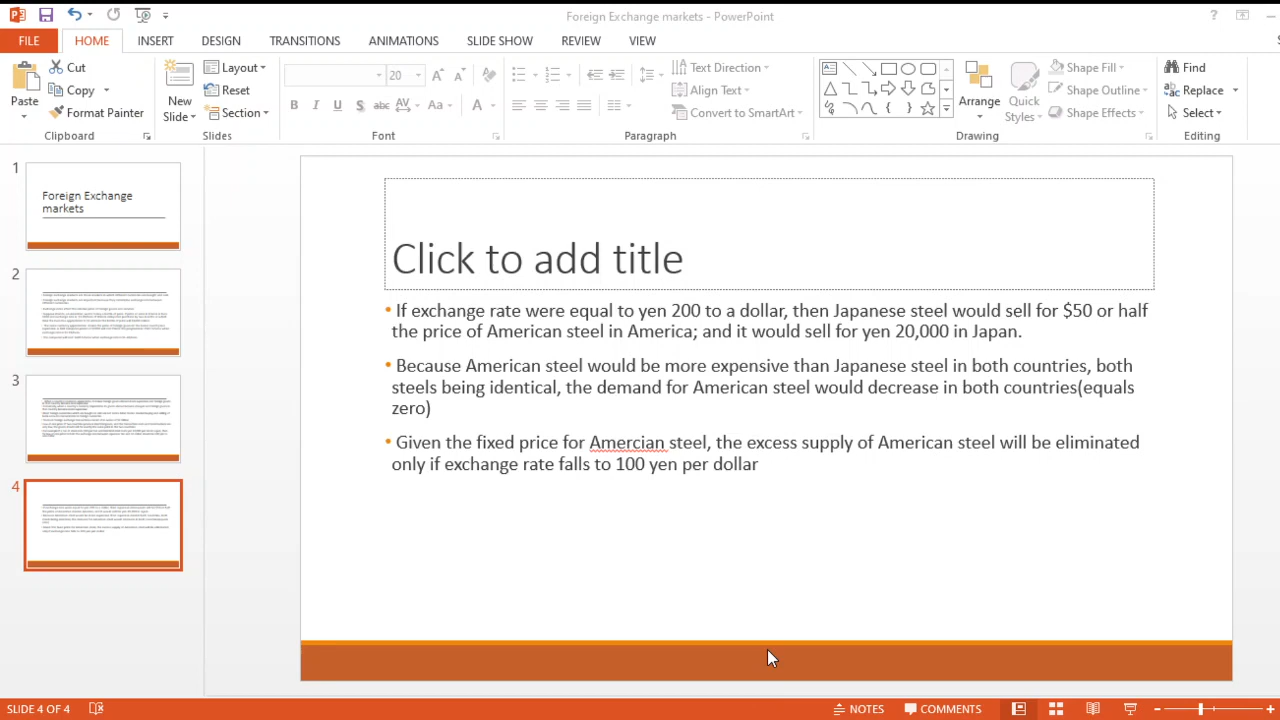 Foreign Exchange markets - PowerPoint
FILE HOME INSERT DESIGN TRANSITIONS ANIMATIONS SLIDE SHOW REVIEW VIEW
Cut
Copy
Format Painter
Paste
Clipboard
New
Slide
Layout
Reset
Section
Slides
20
Font
Paragraph
Text Direction
Align Text
Convert to SmartArt
Arrange
Quick
Styles
Shape Fill
Shape Outline
Shape Effects
Drawing
Find
Replace
Select
Editing
1
Foreign Exchange
markets
2
3
4
Click to add title
• If exchange rate were equal to yen 200 to a dollar, then Japanese steel would sell for $50 or half
the price of American steel in America; and it would sell for yen 20,000 in Japan.
• Because American steel would be more expensive than Japanese steel in both countries, both
steels being identical, the demand for American steel would decrease in both countries(equals
zero)
• Given the fixed price for Amercian steel, the excess supply of American steel will be eliminated
only if exchange rate falls to 100 yen per dollar
SLIDE 4 OF 4
NOTES
COMMENTS